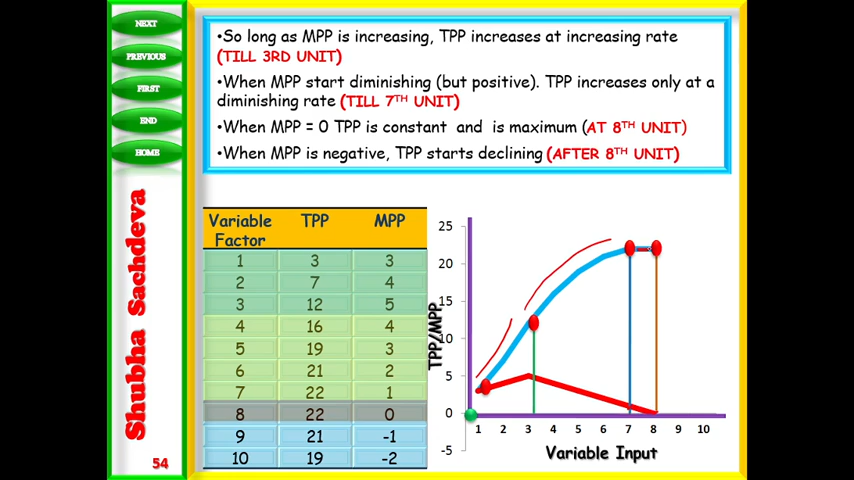 NEXT
PREVIOUS
FIRST
END
HOME
Shubha Sachdeva
54
•So long as MPP is increasing, TPP increases at increasing rate
(TILL 3RD UNIT)
•When MPP start diminishing (but positive). TPP increases only at a
diminishing rate (TILL 7TH UNIT)
•When MPP = 0 TPP is constant and is maximum (AT 8TH UNIT)
•When MPP is negative, TPP starts declining (AFTER 8TH UNIT)
Variable Factor TPP MPP
1 3 3
2 7 4
3 12 5
4 16 4
5 19 3
6 21 2
7 22 1
8 22 0
9 21 -1
10 19 -2
TPP/MPP
25
20
15
10
5
0
-5
1 2 3 4 5 6 7 8 9 10
Variable Input